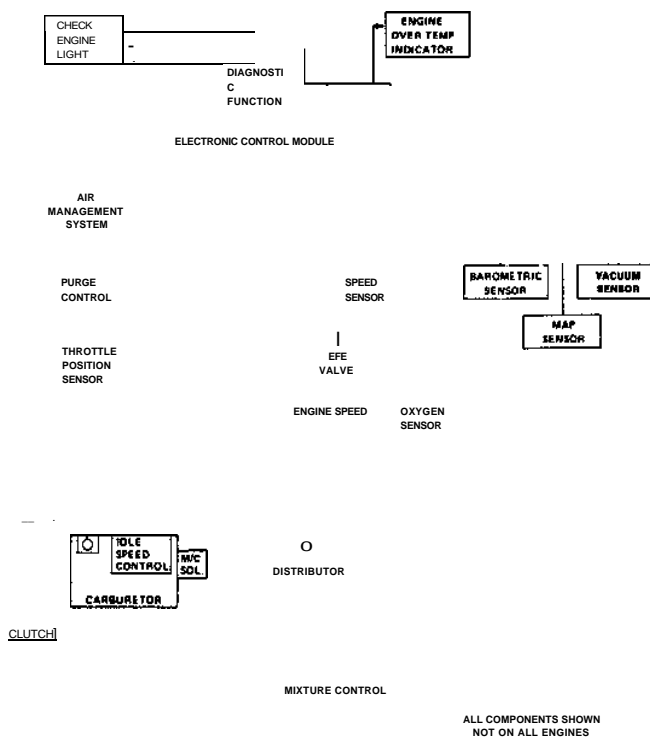 CHECK
ENGINE
LIGHT
ENGINE
OVER TEMP
INDICATOR
DIAGNOSTI
C
FUNCTION
ELECTRONIC CONTROL MODULE
AIR
MANAGEMENT
SYSTEM
PURGE
CONTROL
SPEED
SENSOR
BAROMETRIC
SENSOR
VACUUM
SENSOR
MAP
SENSOR
THROTTLE
POSITION
SENSOR
EFE
VALVE
ENGINE SPEED
OXYGEN
SENSOR
IDLE
SPEED
CONTROL
M/C
SOL.
CARBURETOR
O
DISTRIBUTOR
CLUTCH]
MIXTURE CONTROL
ALL COMPONENTS SHOWN
NOT ON ALL ENGINES